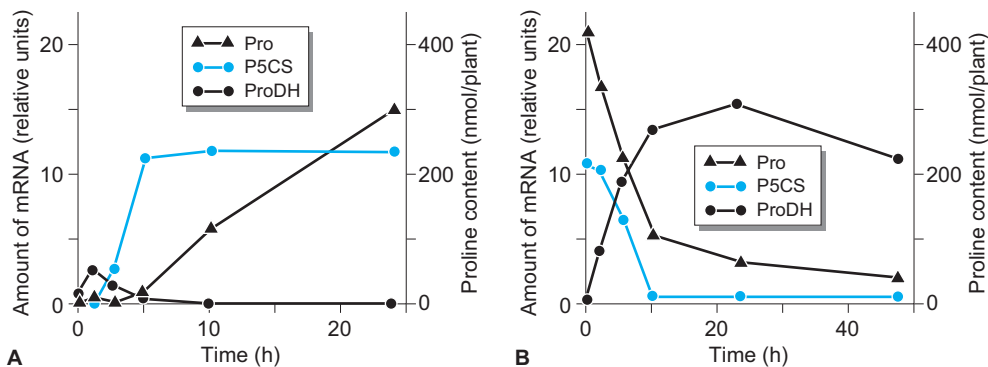 Amount of mRNA (relative units)
20
10
0
Pro
P5CS
ProDH
400
200
0
Proline content (nmol/plant)
0
10
20
Time (h)
A
Amount of mRNA (relative units)
20
10
0
Pro
P5CS
ProDH
400
200
0
Proline content (nmol/plant)
0
20
40
Time (h)
B